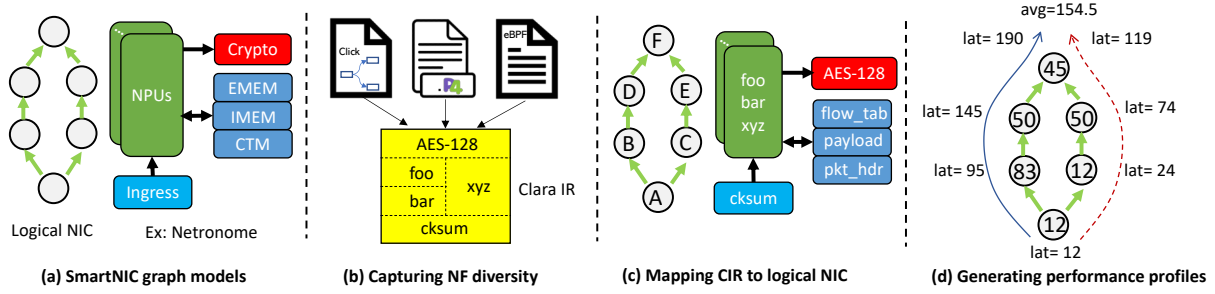 NPUs
Crypto
EMEM
IMEM
CTM
Ingress
Logical NIC
Ex: Netronome
(a) SmartNIC graph models
Click
.P4
eBPF
AES-128
foo
bar
xyz
cksum
Clara IR
(b) Capturing NF diversity
F
D
E
B
C
A
foo
bar
xyz
AES-128
flow_tab
payload
pkt_hdr
cksum
(c) Mapping CIR to logical NIC
avg=154.5
lat= 190
lat= 119
45
lat= 145
lat= 74
50
50
lat= 95
83
12
lat= 24
12
lat= 12
(d) Generating performance profiles